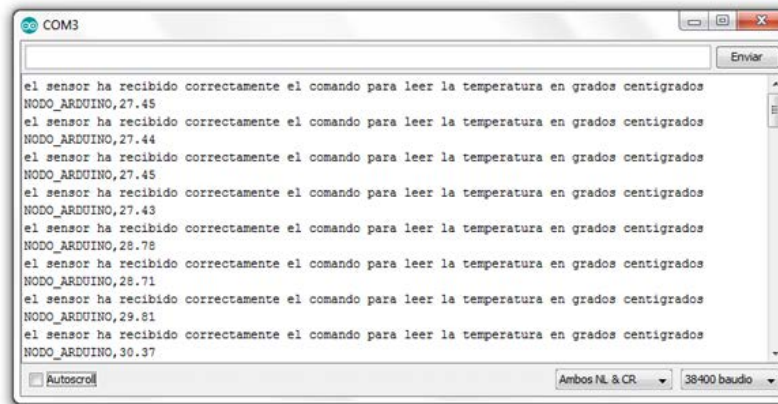 COM3
Enviar
el sensor ha recibido correctamente el comando para leer la temperatura en grados centigrados
NODO_ARDUINO,27.45
el sensor ha recibido correctamente el comando para leer la temperatura en grados centigrados
NODO_ARDUINO,27.44
el sensor ha recibido correctamente el comando para leer la temperatura en grados centigrados
NODO_ARDUINO,27.45
el sensor ha recibido correctamente el comando para leer la temperatura en grados centigrados
NODO_ARDUINO,27.43
el sensor ha recibido correctamente el comando para leer la temperatura en grados centigrados
NODO_ARDUINO,28.78
el sensor ha recibido correctamente el comando para leer la temperatura en grados centigrados
NODO_ARDUINO,28.71
el sensor ha recibido correctamente el comando para leer la temperatura en grados centigrados
NODO_ARDUINO,29.81
el sensor ha recibido correctamente el comando para leer la temperatura en grados centigrados
NODO_ARDUINO,30.37
Autoscroll Ambos NL & CR 38400 baudio